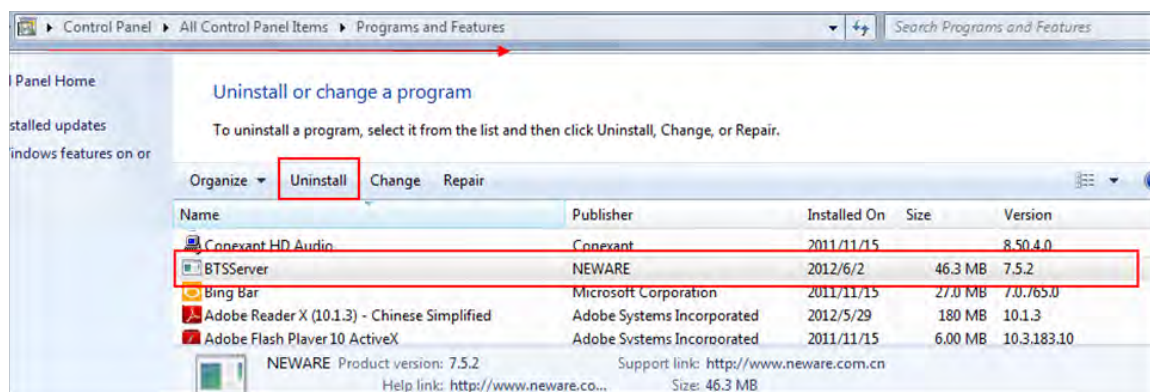 Control Panel ▸ All Control Panel Items ▸ Programs and Features
Search Programs and Features
l Panel Home
Uninstall or change a program
stalled updates
To uninstall a program, select it from the list and then click Uninstall, Change, or Repair.
indows features on or
Organize Uninstall Change Repair
Name Publisher Installed On Size Version
Conexant HD Audio Conexant 2011/11/15 8.50.4.0
BTSServer NEWARE 2012/6/2 46.3 MB 7.5.2
Bing Bar Microsoft Corporation 2011/11/15 27.0 MB 7.0.765.0
Adobe Reader X (10.1.3) - Chinese Simplified Adobe Systems Incorporated 2012/5/29 180 MB 10.1.3
Adobe Flash Player 10 ActiveX Adobe Systems Incorporated 2011/11/15 6.00 MB 10.3.183.10
NEWARE Product version: 7.5.2 Support link: http://www.neware.com.cn
Help link: http://www.neware.co... Size: 46.3 MB